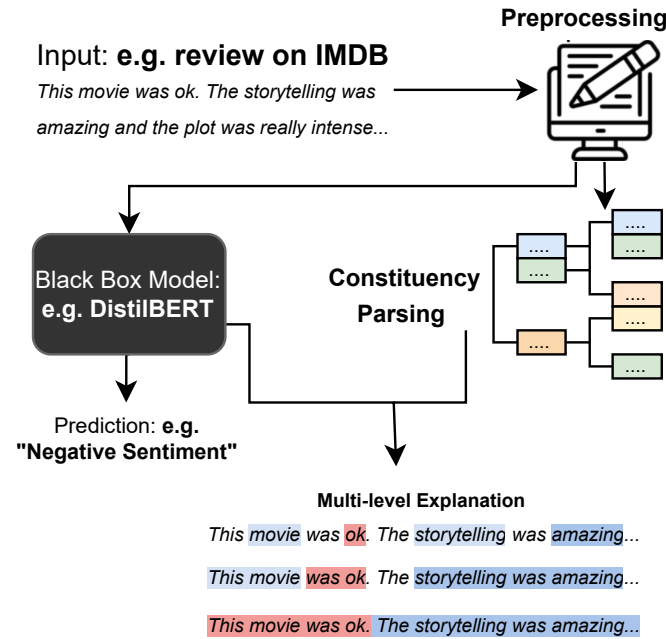 Preprocessing
Input: e.g. review on IMDB
This movie was ok. The storytelling was
amazing and the plot was really intense...
Black Box Model:
e.g. DistilBERT
Constituency
Parsing
....
....
....
....
....
....
....
....
Prediction: e.g.
"Negative Sentiment"
Multi-level Explanation
This movie was ok. The storytelling was amazing...
This movie was ok. The storytelling was amazing...
This movie was ok. The storytelling was amazing...